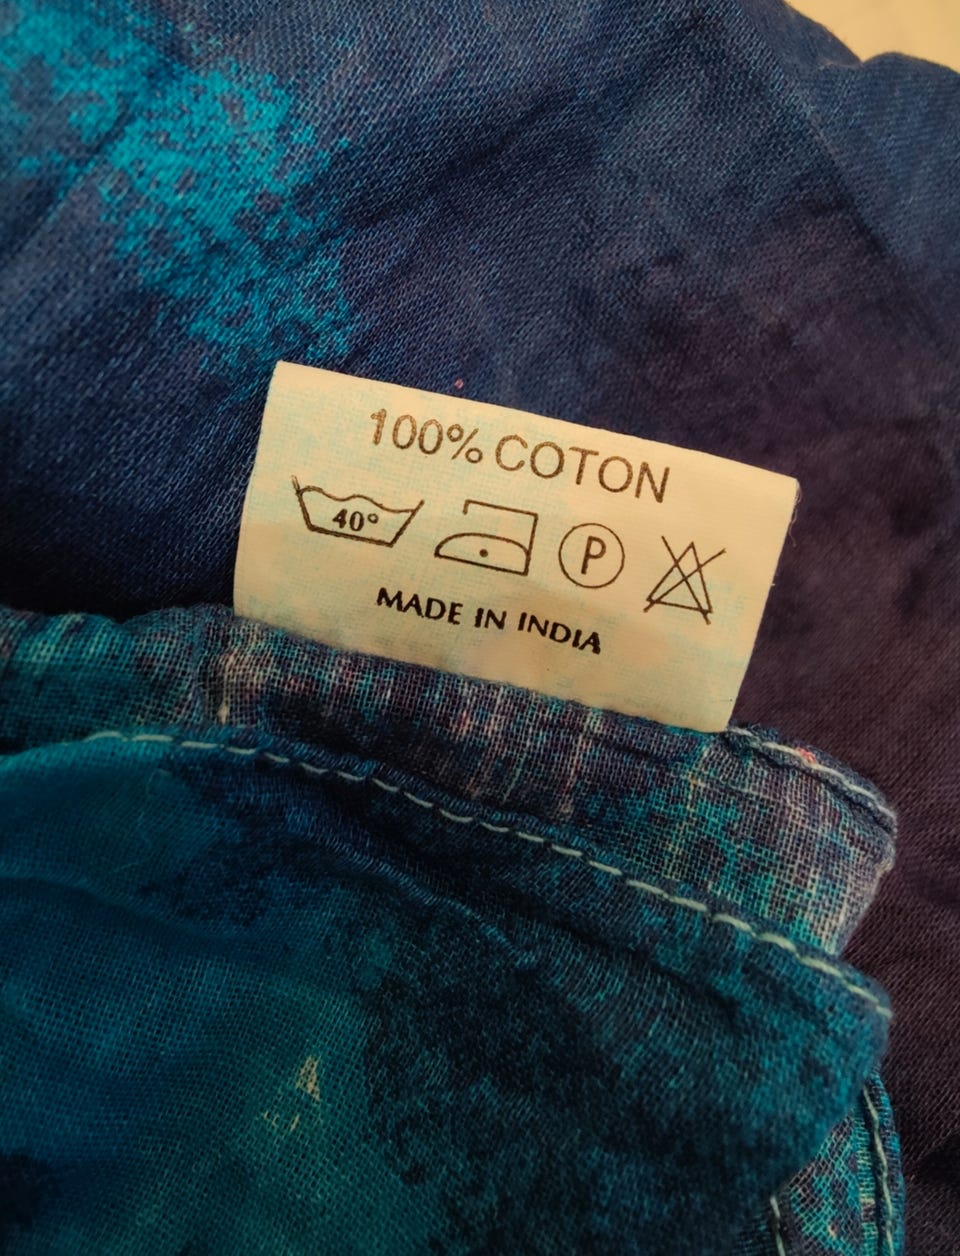 100% COTON
40°
P
MADE IN INDIA